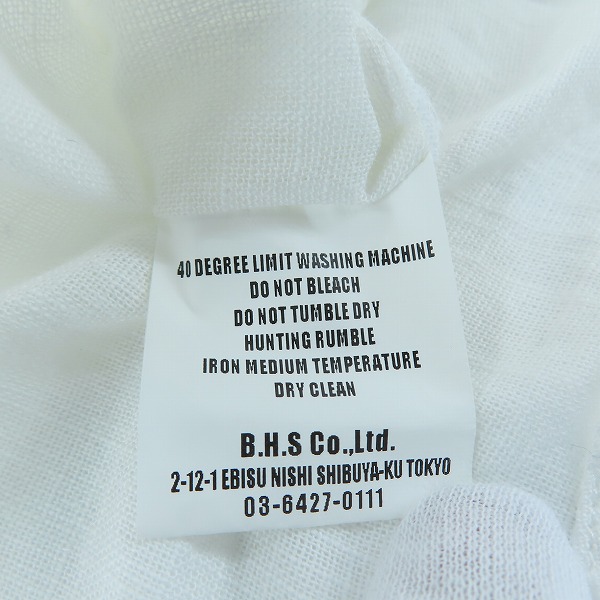 40 DEGREE LIMIT WASHING MACHINE
DO NOT BLEACH
DO NOT TUMBLE DRY
HUNTING RUMBLE
IRON MEDIUM TEMPERATURE
DRY CLEAN
B.H.S Co.,Ltd.
2-12-1 EBISU NISHI SHIBUYA-KU TOKYO
03-6427-0111